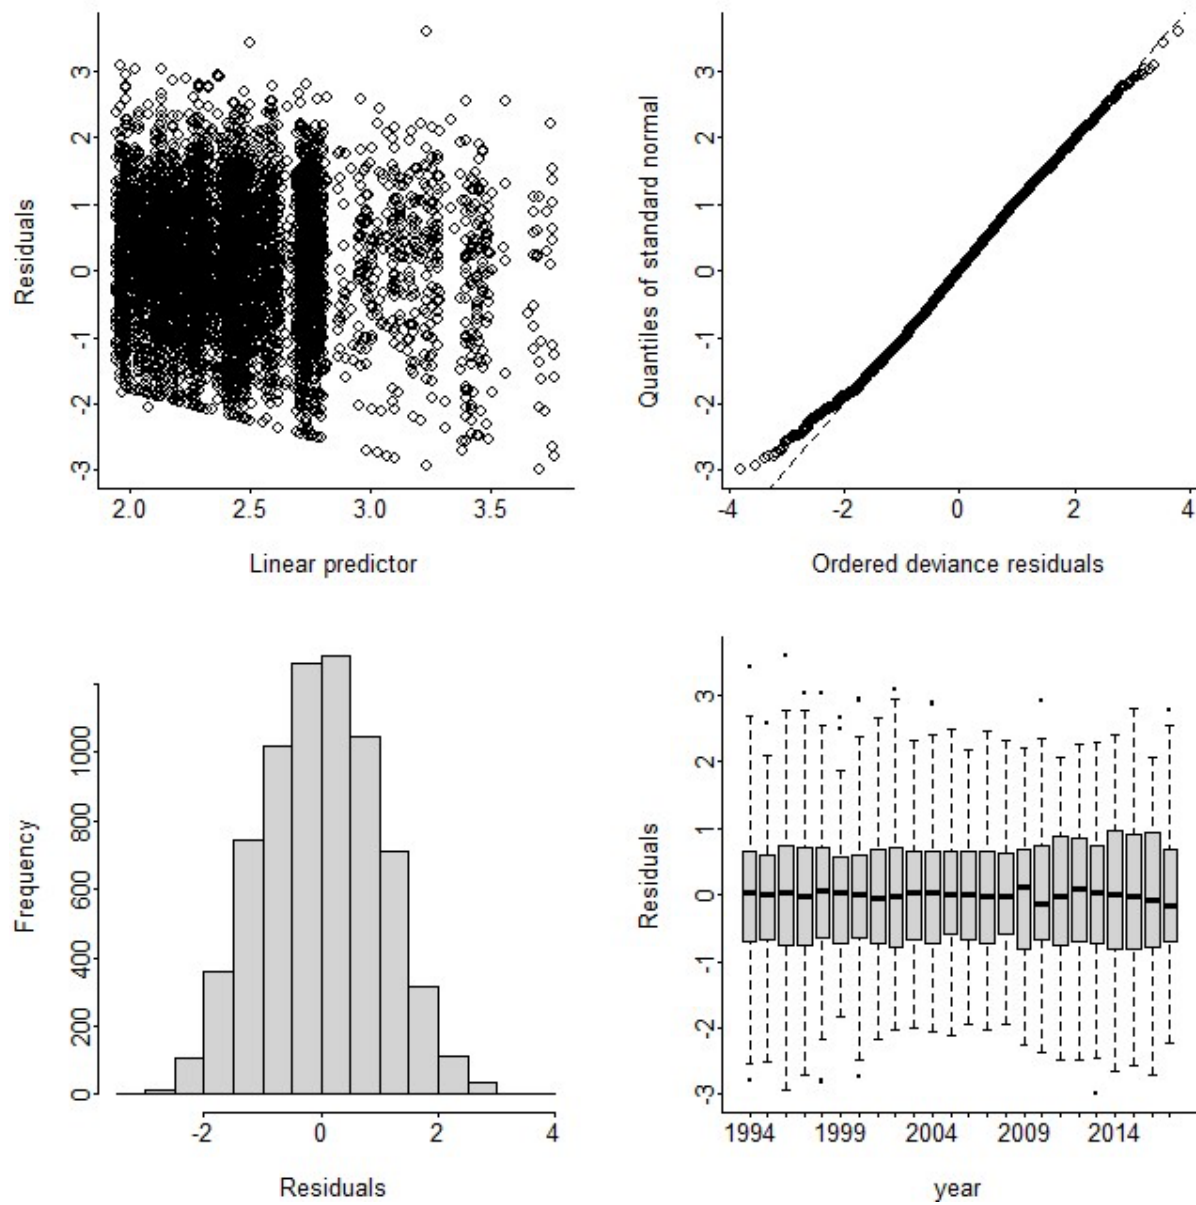 Residuals
3
2
1
0
-1
-2
-3
2.0 2.5 3.0 3.5
Linear predictor
Quantiles of standard normal
3
2
1
0
-1
-2
-3
-4 -2 0 2 4
Ordered deviance residuals
Frequency
1000
800
600
400
200
0
-2 0 2 4
Residuals
Residuals
3
2
1
0
-1
-2
-3
1994 1999 2004 2009 2014
year